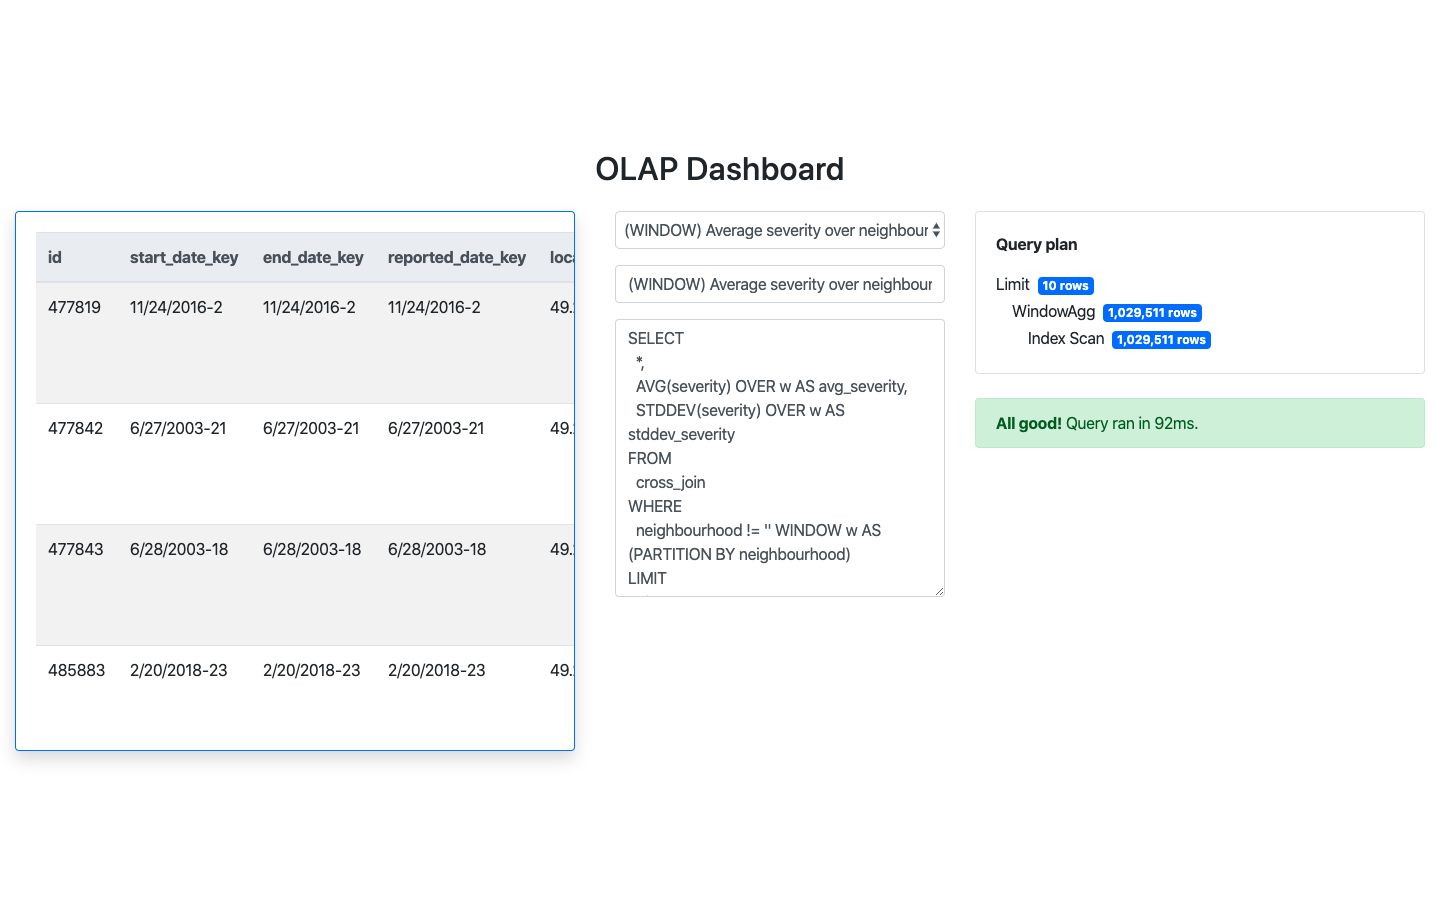 OLAP Dashboard
id start_date_key end_date_key reported_date_key
477819 11/24/2016-2 11/24/2016-2 11/24/2016-2 49.
477842 6/27/2003-21 6/27/2003-21 6/27/2003-21 49.
477843 6/28/2003-18 6/28/2003-18 6/28/2003-18 49.
485883 2/20/2018-23 2/20/2018-23 2/20/2018-23 49.
(WINDOW) Average severity over neighbour
(WINDOW) Average severity over neighbour
SELECT
*,
AVG(severity) OVER w AS avg_severity,
STDDEV(severity) OVER w AS
stddev_severity
FROM
cross_join
WHERE
neighbourhood != '' WINDOW w AS
(PARTITION BY neighbourhood)
LIMIT
Query plan
Limit 10 rows
WindowAgg 1,029,511 rows
Index Scan 1,029,511 rows
All good! Query ran in 92ms.